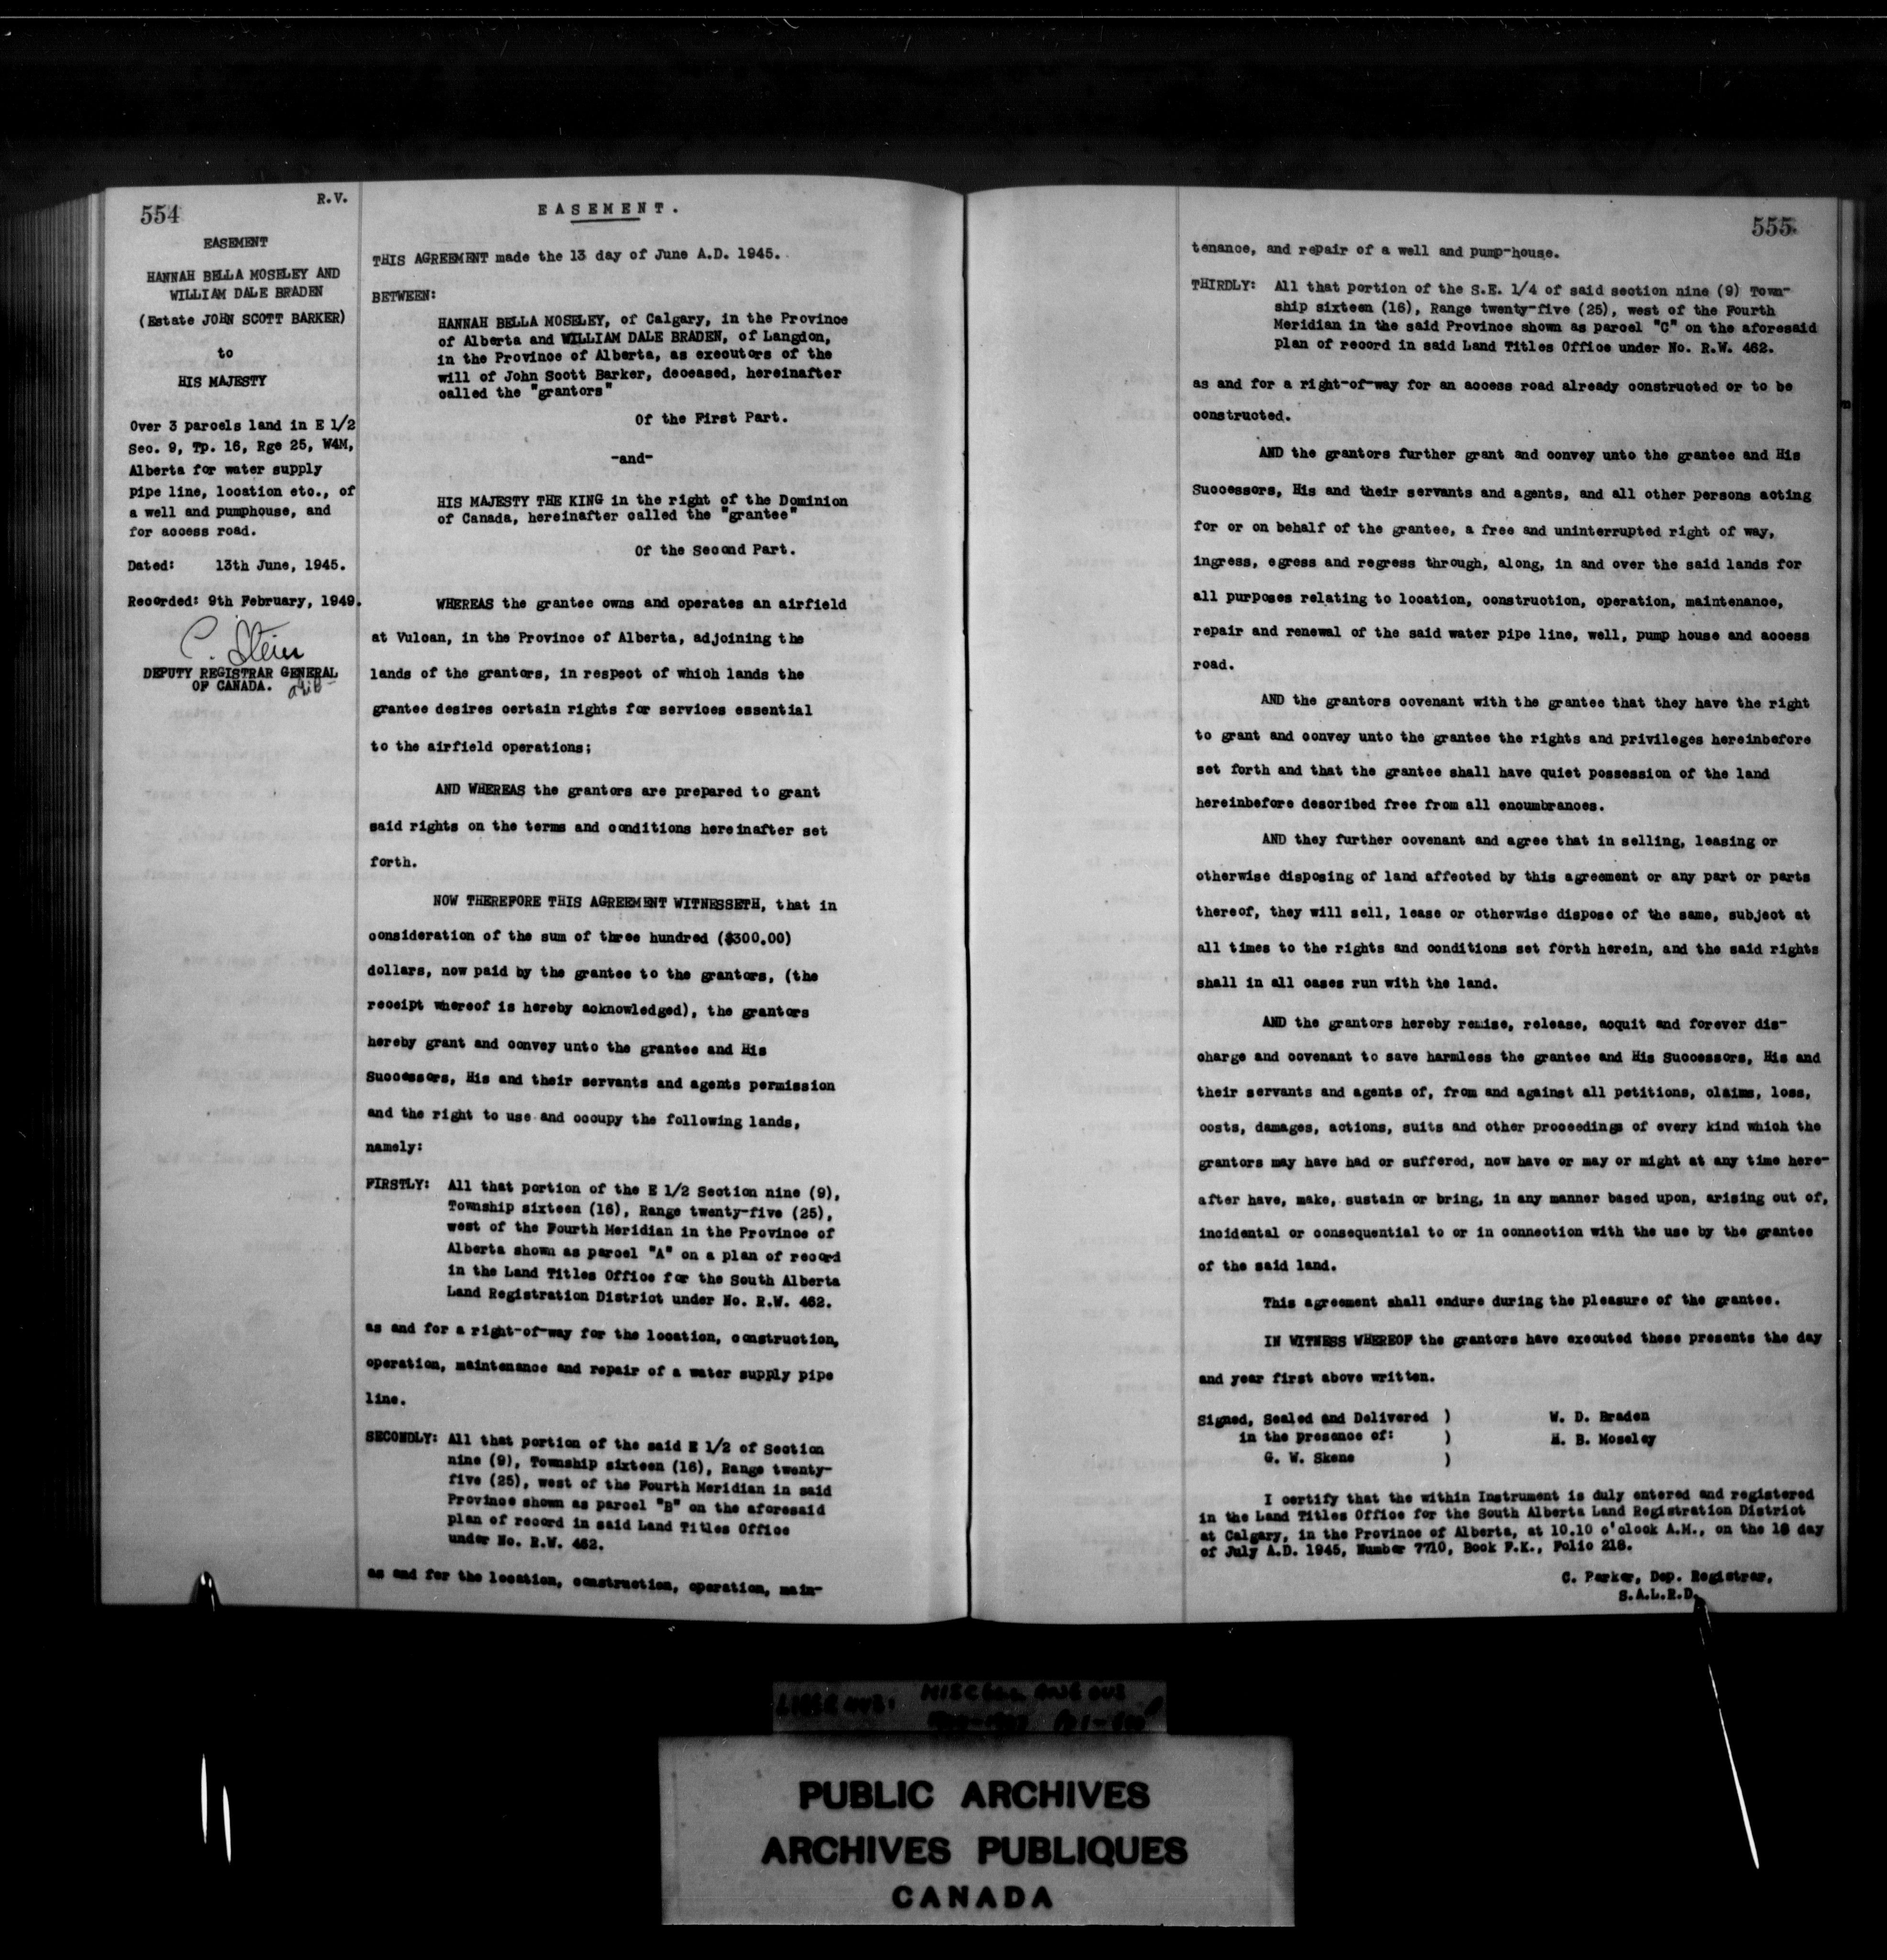 554
R.V.
EASEMENT
HANNAH BELLA MOSELEY AND
WILLIAM DALE BRADEN
(Estate JOHN SCOTT BARKER)
to
HIS MAJESTY
Over 3 parcels land in E 1/2
Sec. 9, Tp. 16, Rge 25, W4M,
Alberta for water supply
pipe line, location etc., of
a well and pumphouse, and
for access road.
Dated: 13th June, 1945.
Recorded: 9th February, 1949.
C. Stein
DEPUTY REGISTRAR GENERAL
OF CANADA.
EASEMENT.
THIS AGREEMENT made the 13 day of June A.D. 1945.
BETWEEN:
HANNAH BELLA MOSELEY, of Calgary, in the Province
of Alberta and WILLIAM DALE BRADEN, of Langdon,
in the Province of Alberta, as executors of the
will of John Scott Barker, deceased, hereinafter
called the "grantors"
Of the First Part.
-and-
HIS MAJESTY THE KING in the right of the Dominion
of Canada, hereinafter called the "grantee"
Of the Second Part.
WHEREAS the grantee owns and operates an airfield
at Vulcan, in the Province of Alberta, adjoining the
lands of the grantors, in respect of which lands the
grantee desires certain rights for services essential
to the airfield operations;
AND WHEREAS the grantors are prepared to grant
said rights on the terms and conditions hereinafter set
forth.
NOW THEREFORE THIS AGREEMENT WITNESSETH, that in
consideration of the sum of three hundred ($300.00)
dollars, now paid by the grantee to the grantors, (the
receipt whereof is hereby acknowledged), the grantors
hereby grant and convey unto the grantee and His
Successors, His and their servants and agents permission
and the right to use and occupy the following lands,
namely:
FIRSTLY: All that portion of the E 1/2 Section nine (9),
Township sixteen (16), Range twenty-five (25),
west of the Fourth Meridian in the Province of
Alberta shown as parcel "A" on a plan of record
in the Land Titles Office for the South Alberta
Land Registration District under No. R.W. 462.
as and for a right-of-way for the location, construction,
operation, maintenance and repair of a water supply pipe
line.
SECONDLY: All that portion of the said E 1/2 of Section
nine (9), Township sixteen (16), Range twenty-
five (25), west of the Fourth Meridian in said
Province shown as parcel "B" on the aforesaid
plan of record in said Land Titles Office
under No. R.W. 462.
as and for the location, construction, operation, main-
555
tenance, and repair of a well and pump-house.
THIRDLY: All that portion of the S.E. 1/4 of said section nine (9) Town-
ship sixteen (16), Range twenty-five (25), west of the Fourth
Meridian in the said Province shown as parcel "C" on the aforesaid
plan of record in said Land Titles Office under No. R.W. 462.
as and for a right-of-way for an access road already constructed or to be
constructed.
AND the grantors further grant and convey unto the grantee and His
Successors, His and their servants and agents, and all other persons acting
for or on behalf of the grantee, a free and uninterrupted right of way,
ingress, egress and regress through, along, in and over the said lands for
all purposes relating to location, construction, operation, maintenance,
repair and renewal of the said water pipe line, well, pump house and access
road.
AND the grantors covenant with the grantee that they have the right
to grant and convey unto the grantee the rights and privileges hereinbefore
set forth and that the grantee shall have quiet possession of the land
hereinbefore described free from all encumbrances.
AND they further covenant and agree that in selling, leasing or
otherwise disposing of land affected by this agreement or any part or parts
thereof, they will sell, lease or otherwise dispose of the same, subject at
all times to the rights and conditions set forth herein, and the said rights
shall in all cases run with the land.
AND the grantors hereby remise, release, acquit and forever dis-
charge and covenant to save harmless the grantee and His Successors, His and
their servants and agents of, from and against all petitions, claims, loss,
costs, damages, actions, suits and other proceedings of every kind which the
grantors may have had or suffered, now have or may or might at any time here-
after have, make, sustain or bring, in any manner based upon, arising out of,
incidental or consequential to or in connection with the use by the grantee
of the said land.
This agreement shall endure during the pleasure of the grantee.
IN WITNESS WHEREOF the grantors have executed these presents the day
and year first above written.
Signed, Sealed and Delivered ) W. D. Braden
in the presence of: ) H. B. Moseley
G. W. Skene )
I certify that the within Instrument is duly entered and registered
in the Land Titles Office for the South Alberta Land Registration District
at Calgary, in the Province of Alberta, at 10.10 o'clock A.M., on the 18 day
of July A.D. 1945, Number 7710, Book F.K., Folio 218.
C. Parker, Dep. Registrar,
S.A.L.R.D.
PUBLIC ARCHIVES
ARCHIVES PUBLIQUES
CANADA